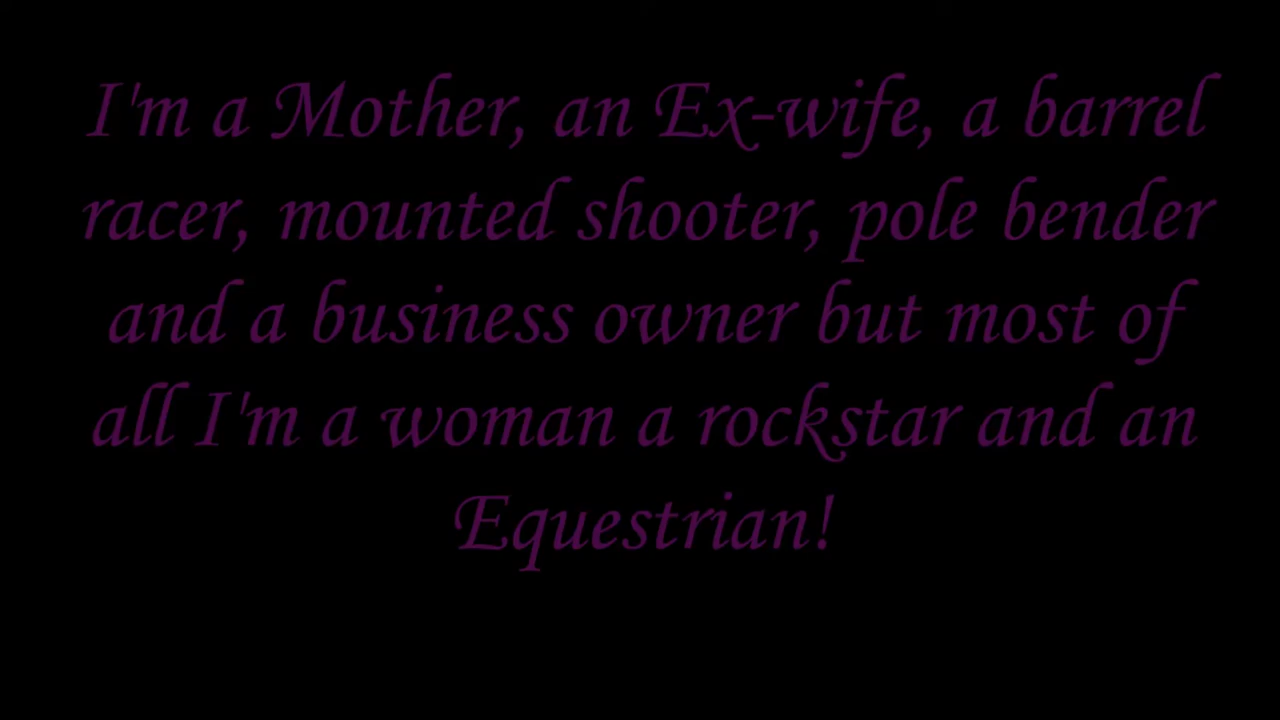 I'm a Mother, an Ex-wife, a barrel
racer, mounted shooter, pole bender
and a business owner but most of
all I'm a woman a rockstar and an
Equestrian!